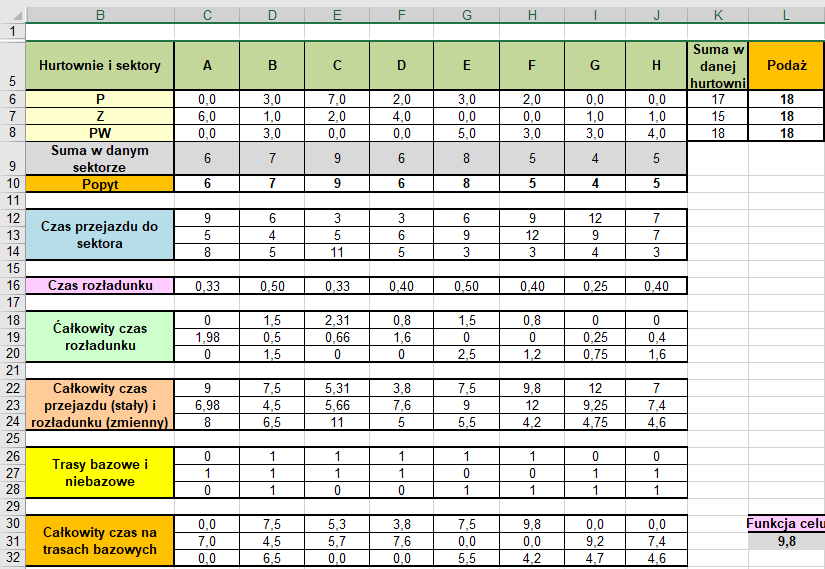 B C D E F G H I J K L
1
5 Hurtownie i sektory A B C D E F G H Suma w danej hurtowni Podaż
6 P 0,0 3,0 7,0 2,0 3,0 2,0 0,0 0,0 17 18
7 Z 6,0 1,0 2,0 4,0 0,0 0,0 1,0 1,0 15 18
8 PW 0,0 3,0 0,0 0,0 5,0 3,0 3,0 4,0 18 18
9 Suma w danym sektorze 6 7 9 6 8 5 4 5
10 Popyt 6 7 9 6 8 5 4 5
11
Czas przejazdu do sektora
12 9 6 3 3 6 9 12 7
13 5 4 5 6 9 12 9 7
14 8 5 11 5 3 3 4 3
15
16 Czas rozładunku 0,33 0,50 0,33 0,40 0,50 0,40 0,25 0,40
17
Ćałkowity czas rozładunku
18 0 1,5 2,31 0,8 1,5 0,8 0 0
19 1,98 0,5 0,66 1,6 0 0 0,25 0,4
20 0 1,5 0 0 2,5 1,2 0,75 1,6
21
Całkowity czas przejazdu (stały) i rozładunku (zmienny)
22 9 7,5 5,31 3,8 7,5 9,8 12 7
23 6,98 4,5 5,66 7,6 9 12 9,25 7,4
24 8 6,5 11 5 5,5 4,2 4,75 4,6
25
Trasy bazowe i niebazowe
26 0 1 1 1 1 1 0 0
27 1 1 1 1 0 0 1 1
28 0 1 0 0 1 1 1 1
29
Całkowity czas na trasach bazowych
30 0,0 7,5 5,3 3,8 7,5 9,8 0,0 0,0 Funkcja celu
31 7,0 4,5 5,7 7,6 0,0 0,0 9,2 7,4 9,8
32 0,0 6,5 0,0 0,0 5,5 4,2 4,7 4,6